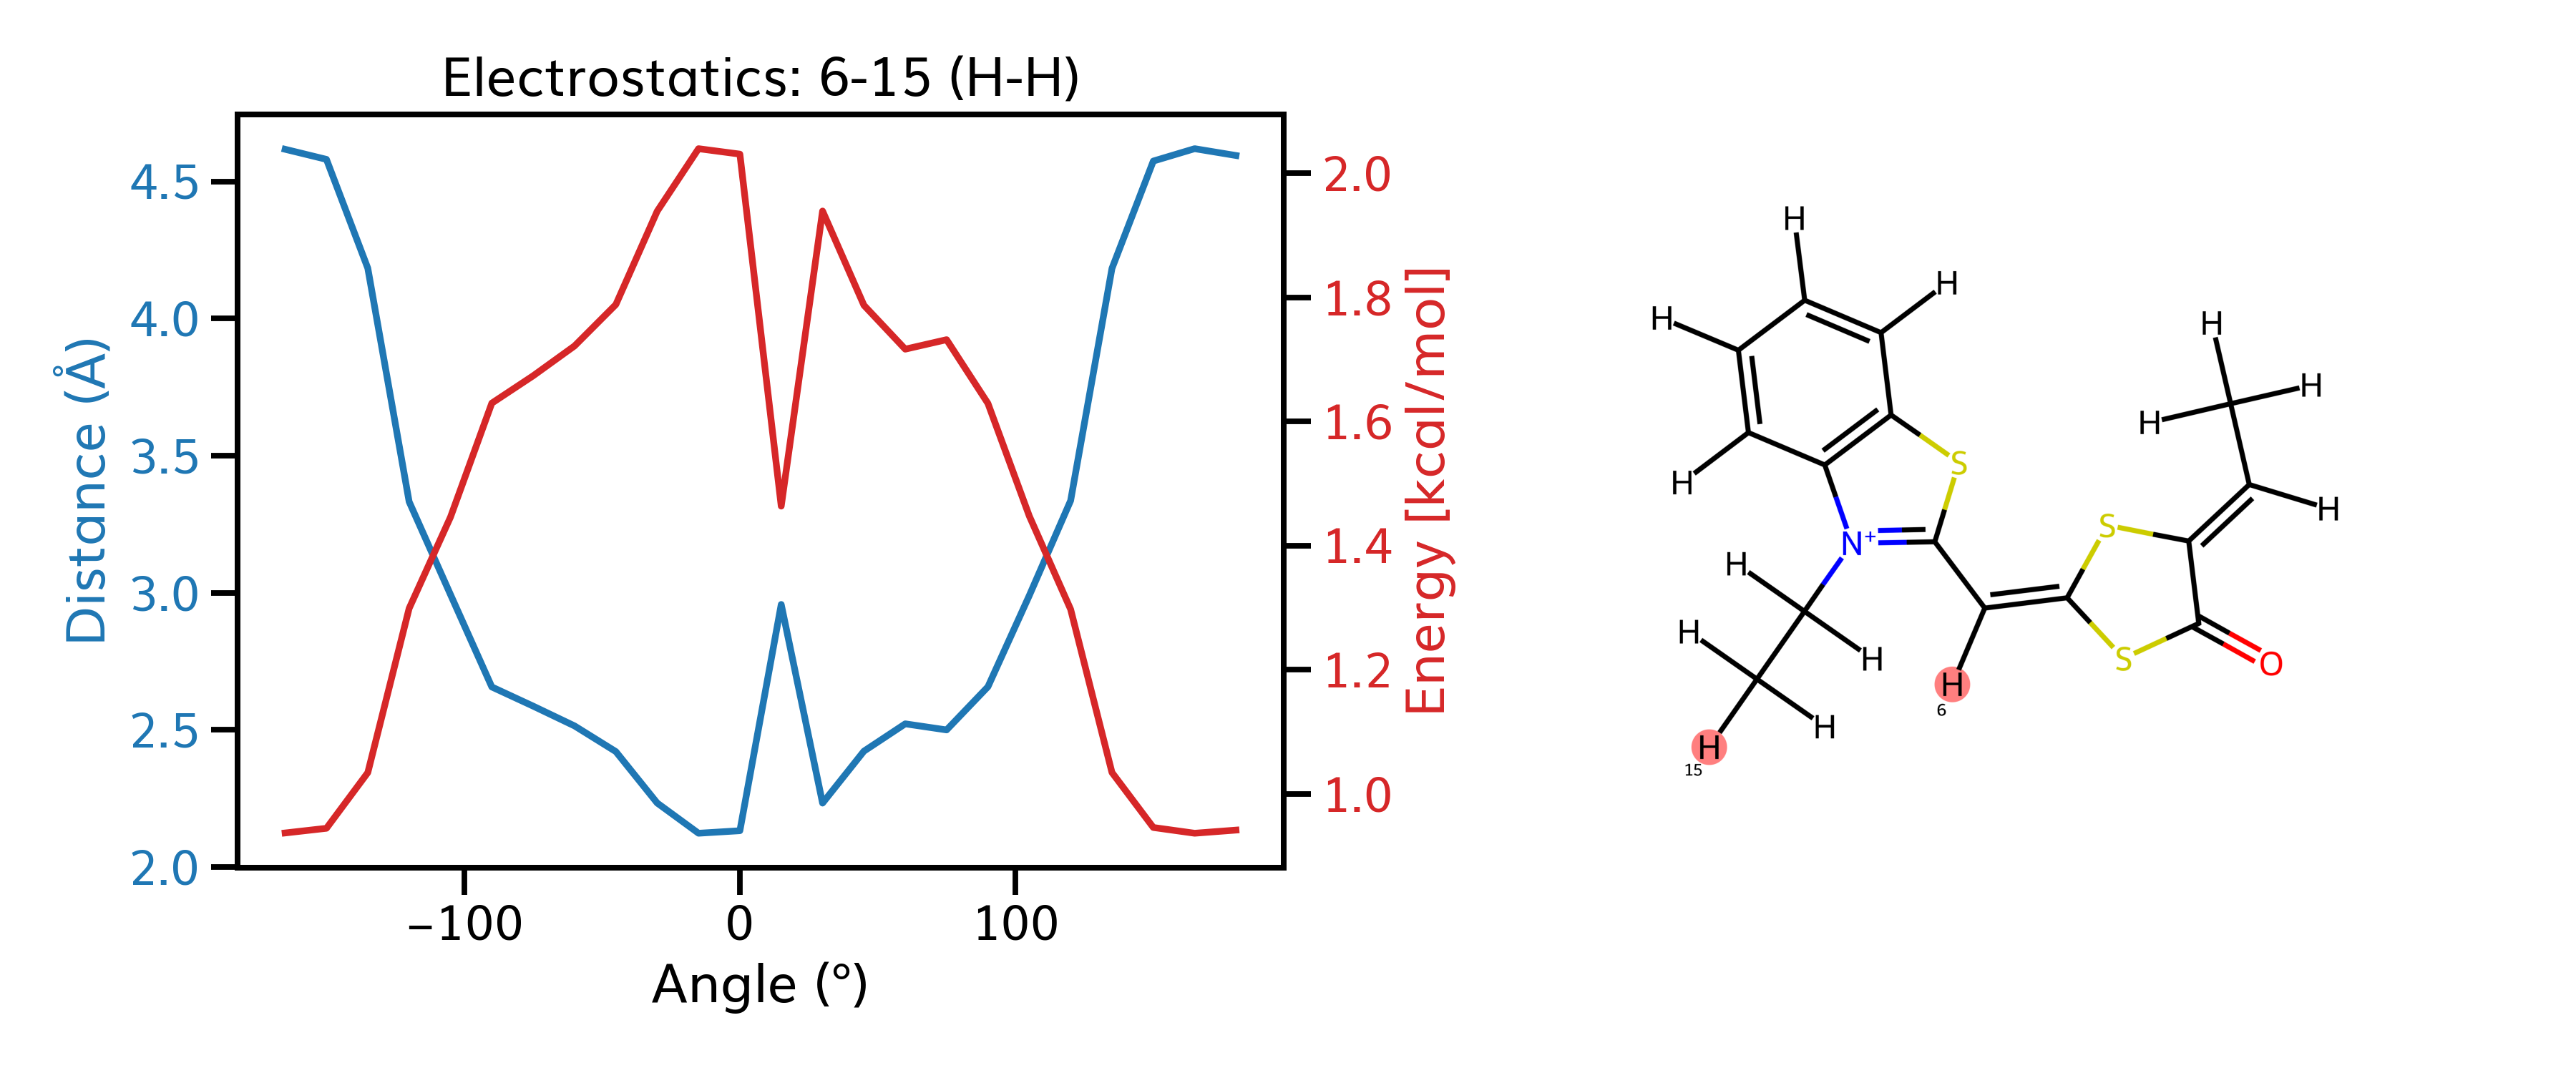 Electrostatics: 6-15 (H-H)
Distance (Å)
4.5
4.0
3.5
3.0
2.5
2.0
−100
0
100
Angle (°)
2.0
1.8
1.6
1.4
1.2
1.0
Energy [kcal/mol]
H
H
H
H
H
H
H
S
H
S
N⁺
H
H
H
S
O
H
6
H
H
15